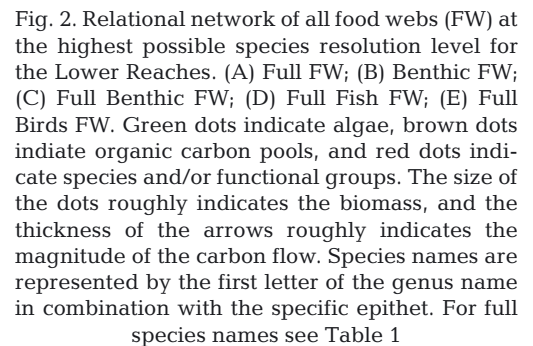 Fig. 2. Relational network of all food webs (FW) at
the highest possible species resolution level for
the Lower Reaches. (A) Full FW; (B) Benthic FW;
(C) Full Benthic FW; (D) Full Fish FW; (E) Full
Birds FW. Green dots indicate algae, brown dots
indiate organic carbon pools, and red dots indi-
cate species and/or functional groups. The size of
the dots roughly indicates the biomass, and the
thickness of the arrows roughly indicates the
magnitude of the carbon flow. Species names are
represented by the first letter of the genus name
in combination with the specific epithet. For full
species names see Table 1